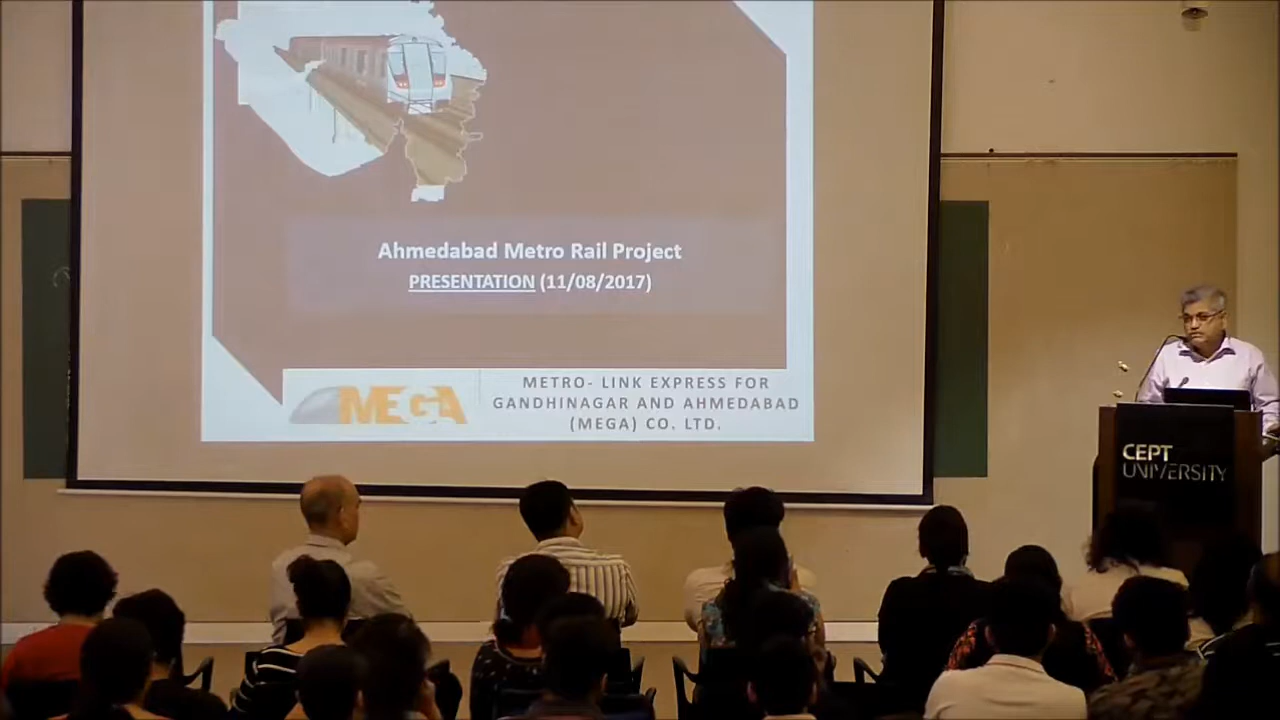 Ahmedabad Metro Rail Project
PRESENTATION (11/08/2017)
MEGA
METRO- LINK EXPRESS FOR
GANDHINAGAR AND AHMEDABAD
(MEGA) CO. LTD.
CEPT
UNIVERSITY